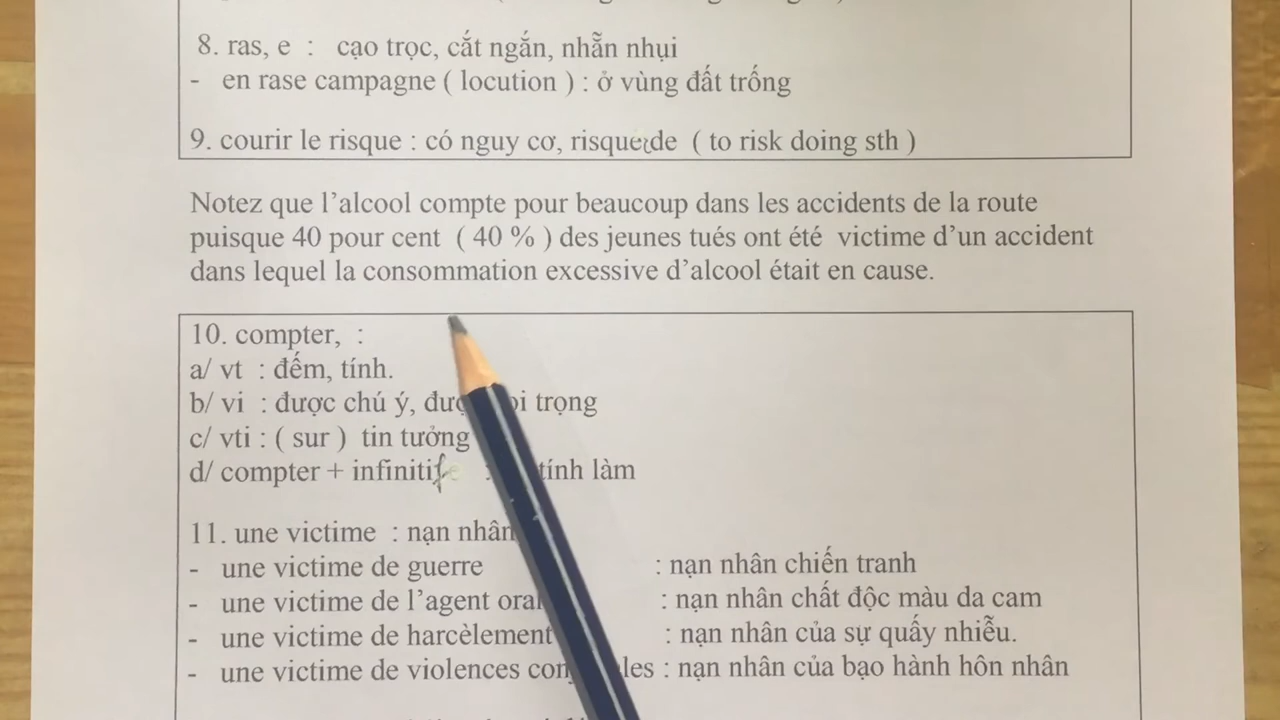 8. ras, e : cạo trọc, cắt ngắn, nhẵn nhụi
- en rase campagne ( locution ) : ở vùng đất trống
9. courir le risque : có nguy cơ, risquer de ( to risk doing sth )
Notez que l’alcool compte pour beaucoup dans les accidents de la route
puisque 40 pour cent ( 40 % ) des jeunes tués ont été victime d’un accident
dans lequel la consommation excessive d’alcool était en cause.
10. compter, :
a/ vt : đếm, tính.
b/ vi : được chú ý, trọng
c/ vti : ( sur ) tin tưởng
d/ compter + infinitif : tính làm
11. une victime : nạn nhân
- une victime de guerre : nạn nhân chiến tranh
- une victime de l’agent : nạn nhân chất độc màu da cam
- une victime de harcèlement : nạn nhân của sự quấy nhiễu.
- une victime de violences : nạn nhân của bạo hành hôn nhân